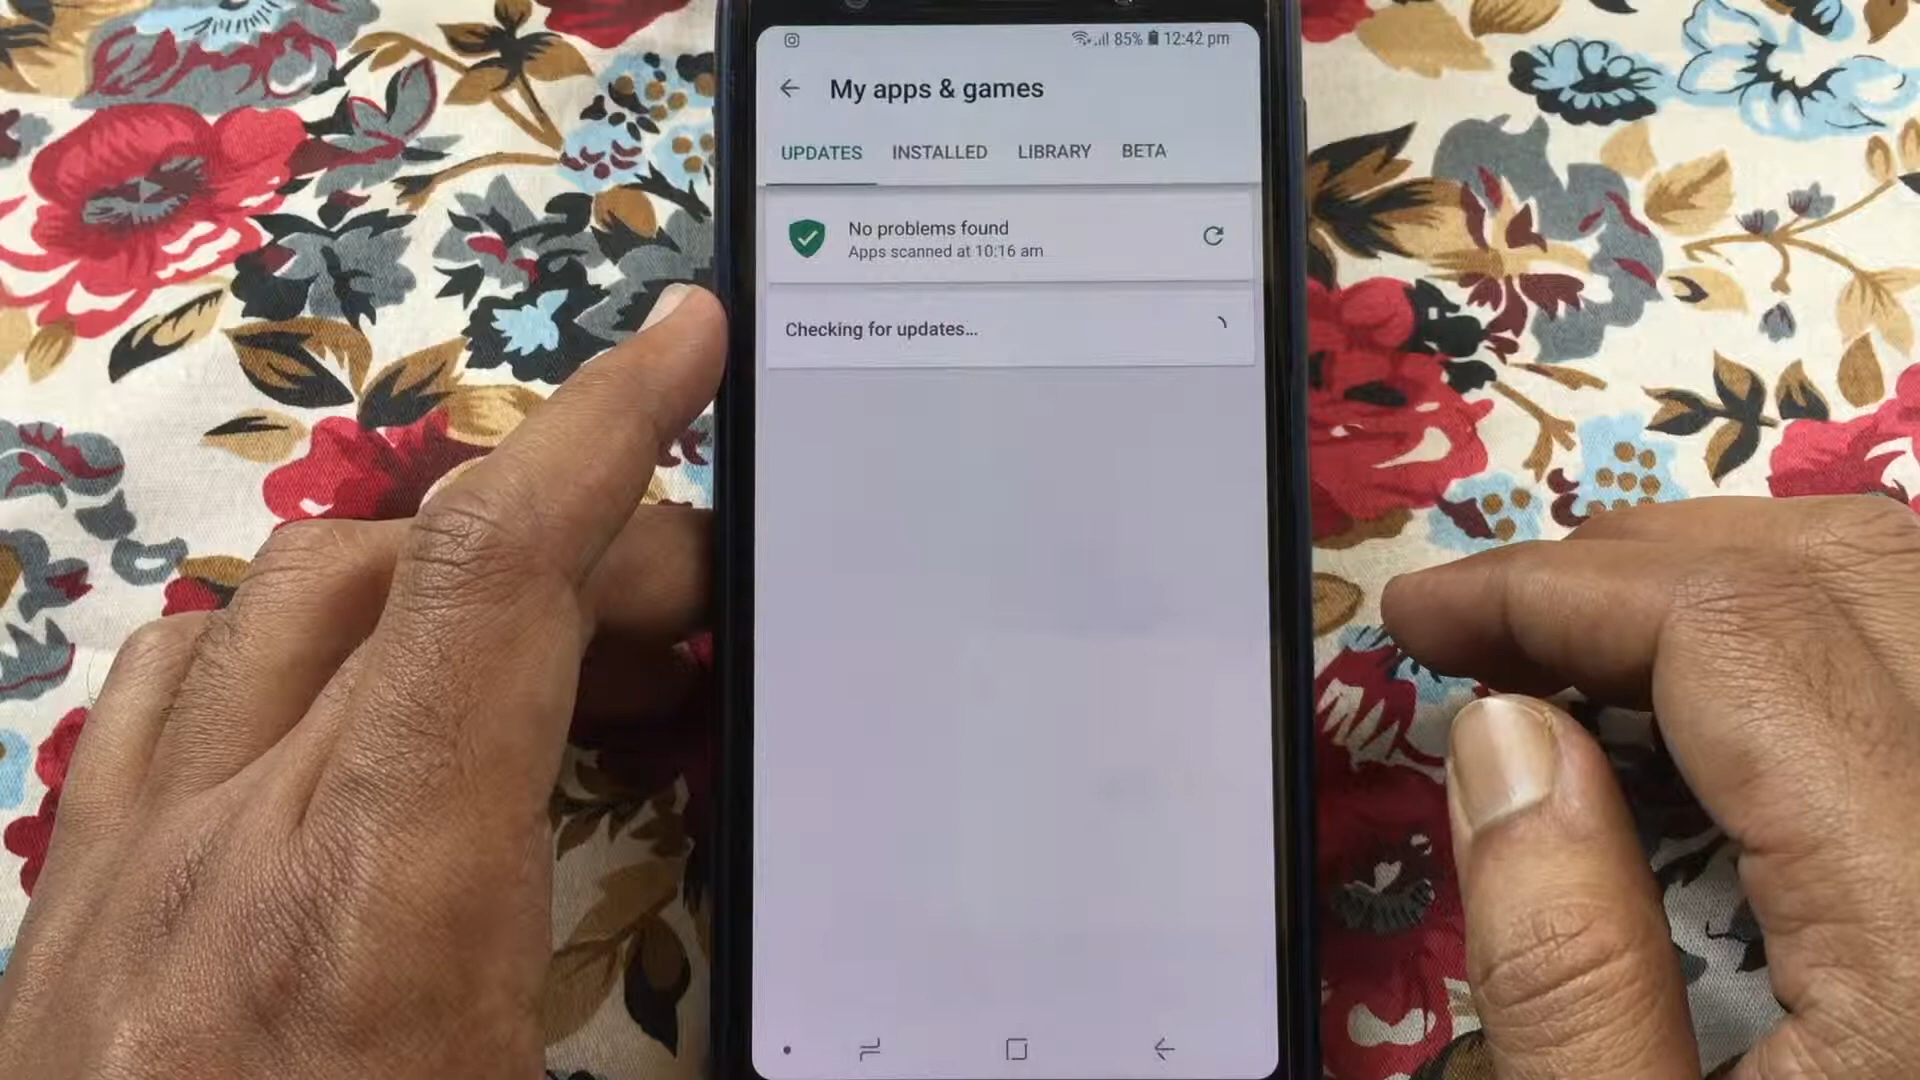 85% 12:42 pm
My apps & games
UPDATES INSTALLED LIBRARY BETA
No problems found
Apps scanned at 10:16 am
Checking for updates...